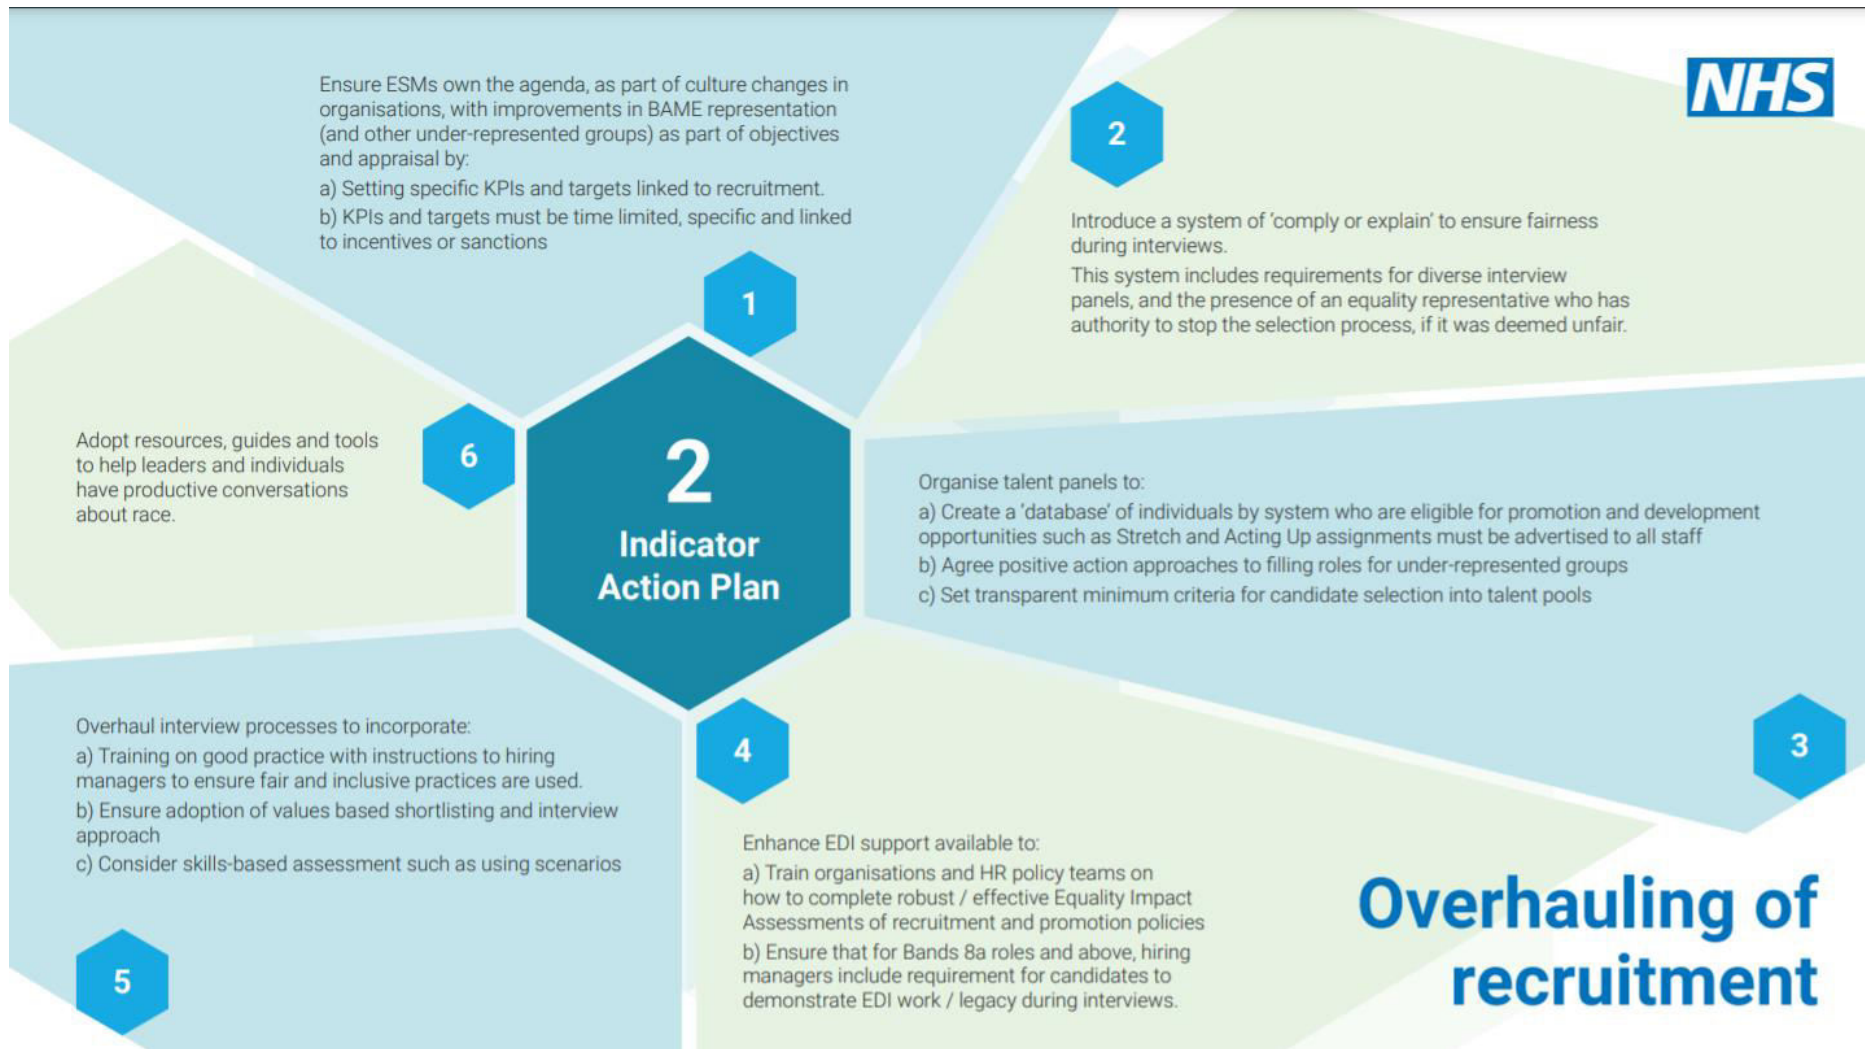 NHS
Ensure ESMs own the agenda, as part of culture changes in
organisations, with improvements in BAME representation
(and other under-represented groups) as part of objectives
and appraisal by:
a) Setting specific KPIs and targets linked to recruitment.
b) KPIs and targets must be time limited, specific and linked
to incentives or sanctions
1
2
Introduce a system of ‘comply or explain’ to ensure fairness
during interviews.
This system includes requirements for diverse interview
panels, and the presence of an equality representative who has
authority to stop the selection process, if it was deemed unfair.
Organise talent panels to:
a) Create a ‘database’ of individuals by system who are eligible for promotion and development
opportunities such as Stretch and Acting Up assignments must be advertised to all staff
b) Agree positive action approaches to filling roles for under-represented groups
c) Set transparent minimum criteria for candidate selection into talent pools
3
4
Enhance EDI support available to:
a) Train organisations and HR policy teams on
how to complete robust / effective Equality Impact
Assessments of recruitment and promotion policies
b) Ensure that for Bands 8a roles and above, hiring
managers include requirement for candidates to
demonstrate EDI work / legacy during interviews.
Overhaul interview processes to incorporate:
a) Training on good practice with instructions to hiring
managers to ensure fair and inclusive practices are used.
b) Ensure adoption of values based shortlisting and interview
approach
c) Consider skills-based assessment such as using scenarios
5
Adopt resources, guides and tools
to help leaders and individuals
have productive conversations
about race.
6
2
Indicator
Action Plan
Overhauling of
recruitment